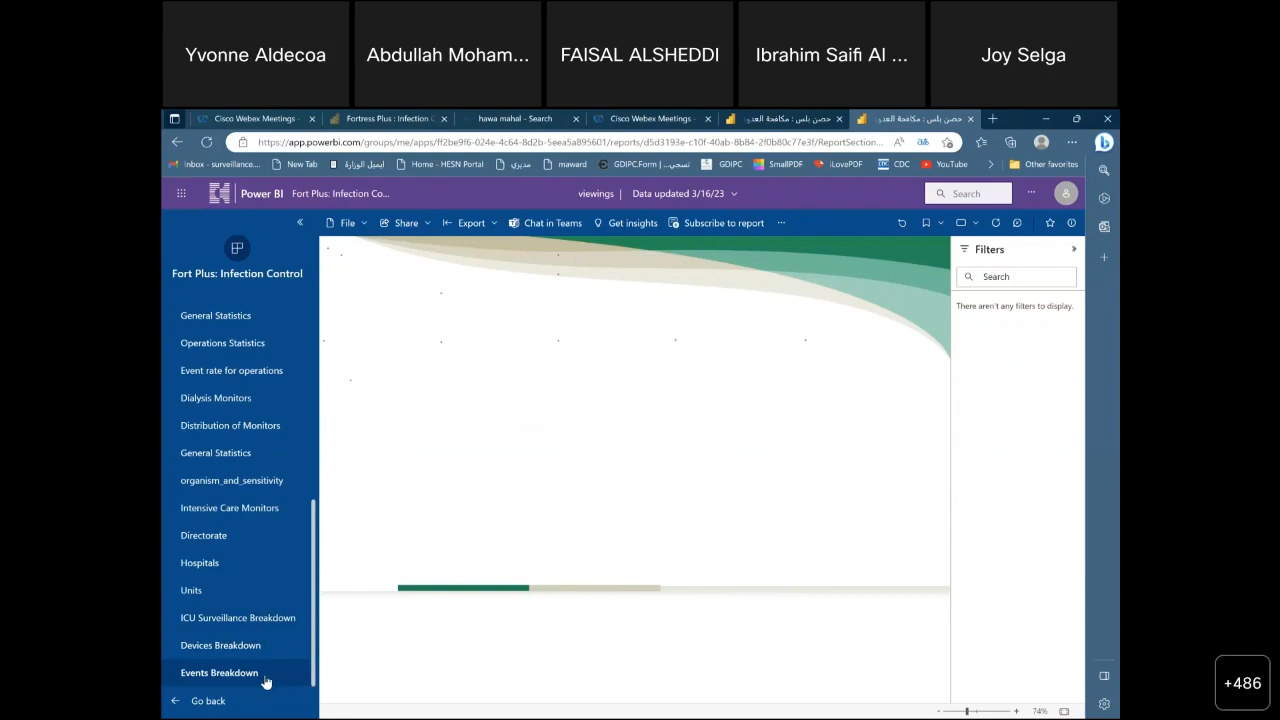 Yvonne Aldecoa
Abdullah Moham...
FAISAL ALSHEDDI
Ibrahim Saifi Al ...
Joy Selga
Cisco Webex Meetings -
Fortress Plus : Infection C
hawa mahal - Search
Cisco Webex Meetings -
حصن بلس : مكافحة العدو
حصن بلس : مكافحة العدو
https://app.powerbi.com/groups/me/apps/ff2be9f6-024e-4c64-8d2b-5eea5a895601/reports/d5d3193e-c10f-40ab-8b84-2f0b80c77e3f/ReportSection...
Inbox - surveillance....
New Tab
ايميل الوزارة
Home - HESN Portal
مديري
maward
GDIPC.Form | ...تسجي
GDIPC
SmallPDF
iLovePDF
CDC
YouTube
Other favorites
Power BI
Fort Plus: Infection Co...
viewings
Data updated 3/16/23
Search
File
Share
Export
Chat in Teams
Get insights
Subscribe to report
Fort Plus: Infection Control
General Statistics
Operations Statistics
Event rate for operations
Dialysis Monitors
Distribution of Monitors
General Statistics
organism_and_sensitivity
Intensive Care Monitors
Directorate
Hospitals
Units
ICU Surveillance Breakdown
Devices Breakdown
Events Breakdown
Go back
Filters
Search
There aren't any filters to display.
74%
+486